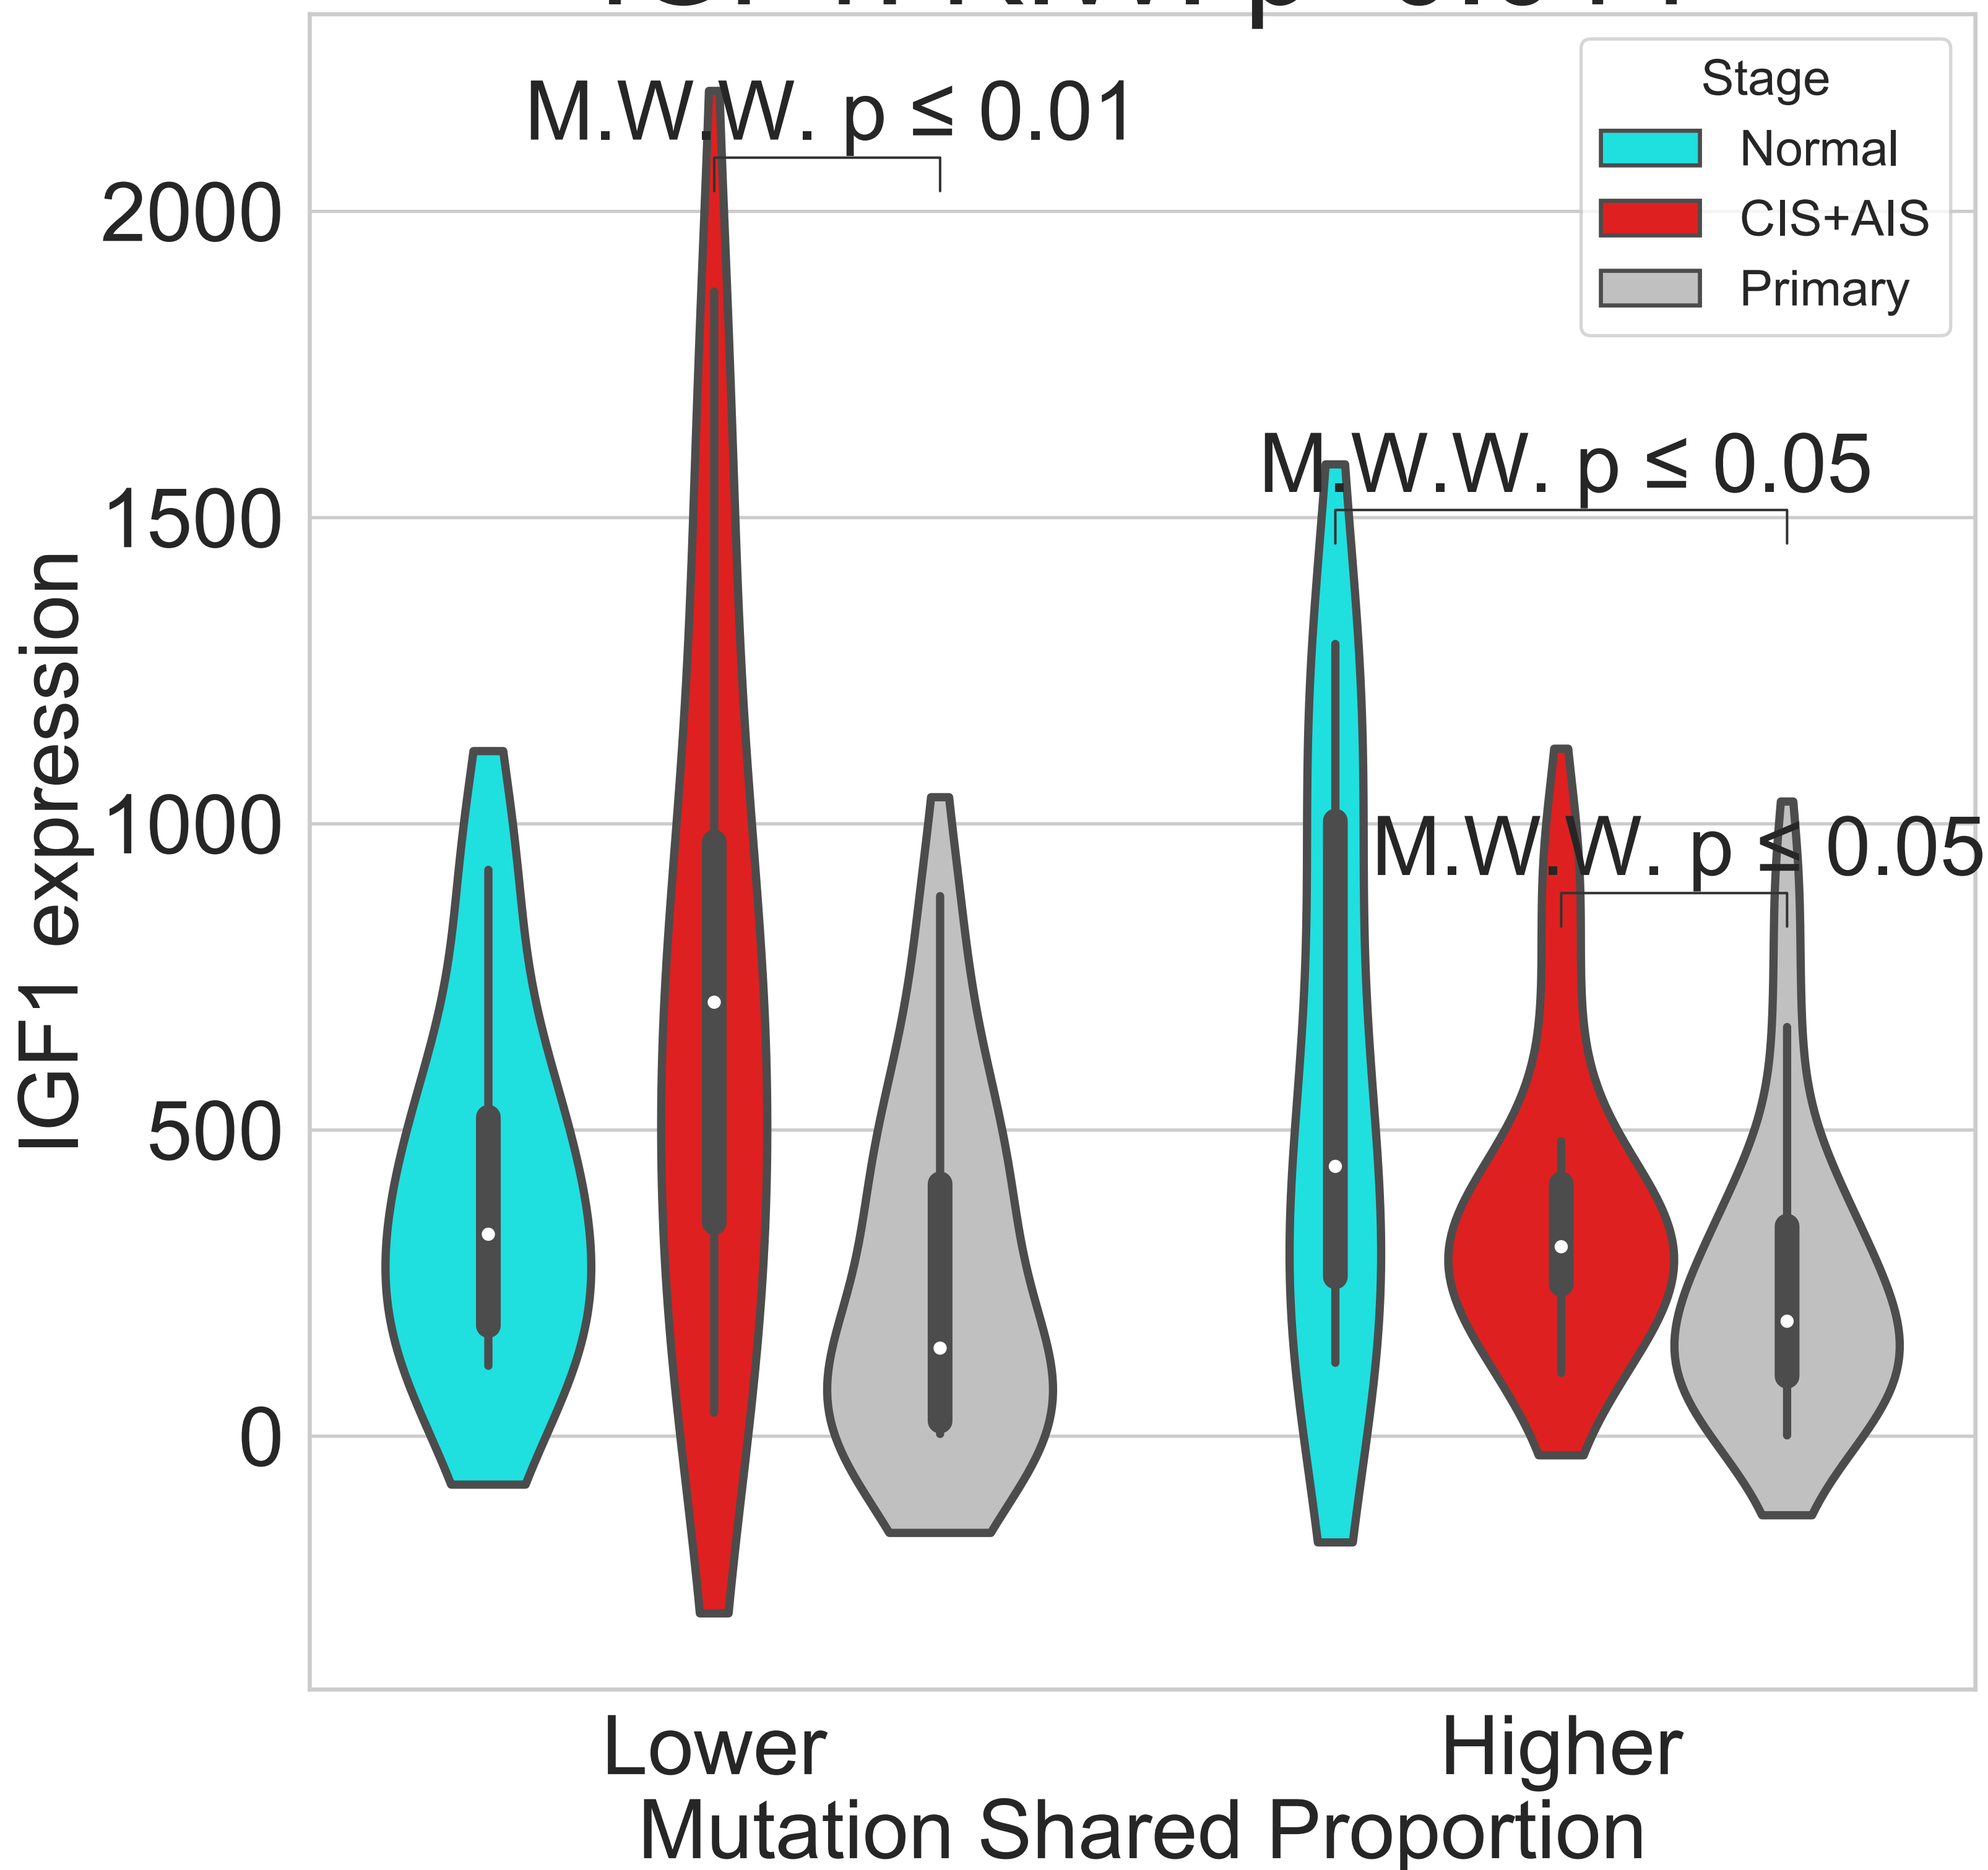 M.W.W. p ≤ 0.01
Stage
Normal
CIS+AIS
Primary
2000
M.W.W. p ≤ 0.05
1500
1000
M.W.W. p ≤ 0.05
500
0
IGF1 expression
Lower
Higher
Mutation Shared Proportion